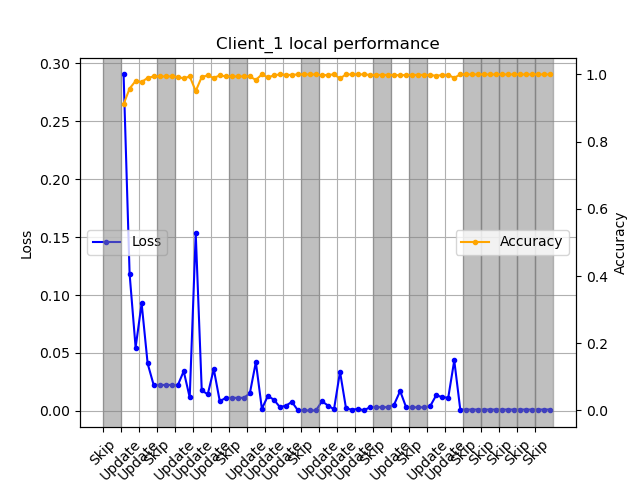 Client_1 local performance
0.30
0.25
0.20
0.15
0.10
0.05
0.00
Loss
Loss
Accuracy
1.0
0.8
0.6
0.4
0.2
0.0
Accuracy
Skip
Update
Update
Skip
Update
Update
Update
Skip
Update
Update
Update
Skip
Update
Update
Update
Skip
Update
Skip
Update
Update
Skip
Skip
Skip
Skip
Skip